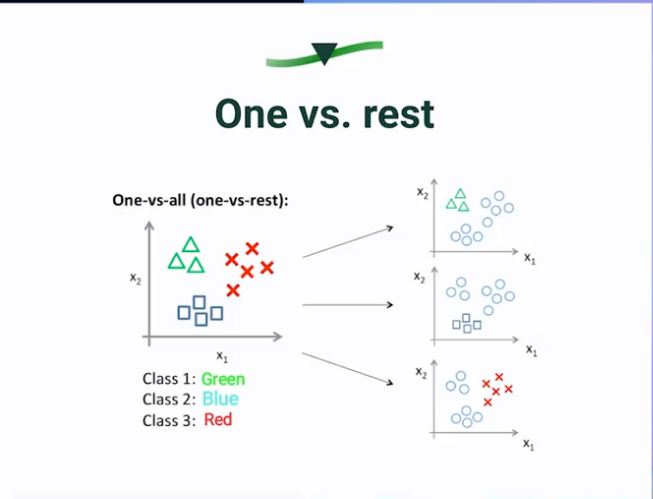 One vs. rest
One-vs-all (one-vs-rest):
x2
x1
Class 1: Green
Class 2: Blue
Class 3: Red
x2
x1
x2
x1
x2
x1